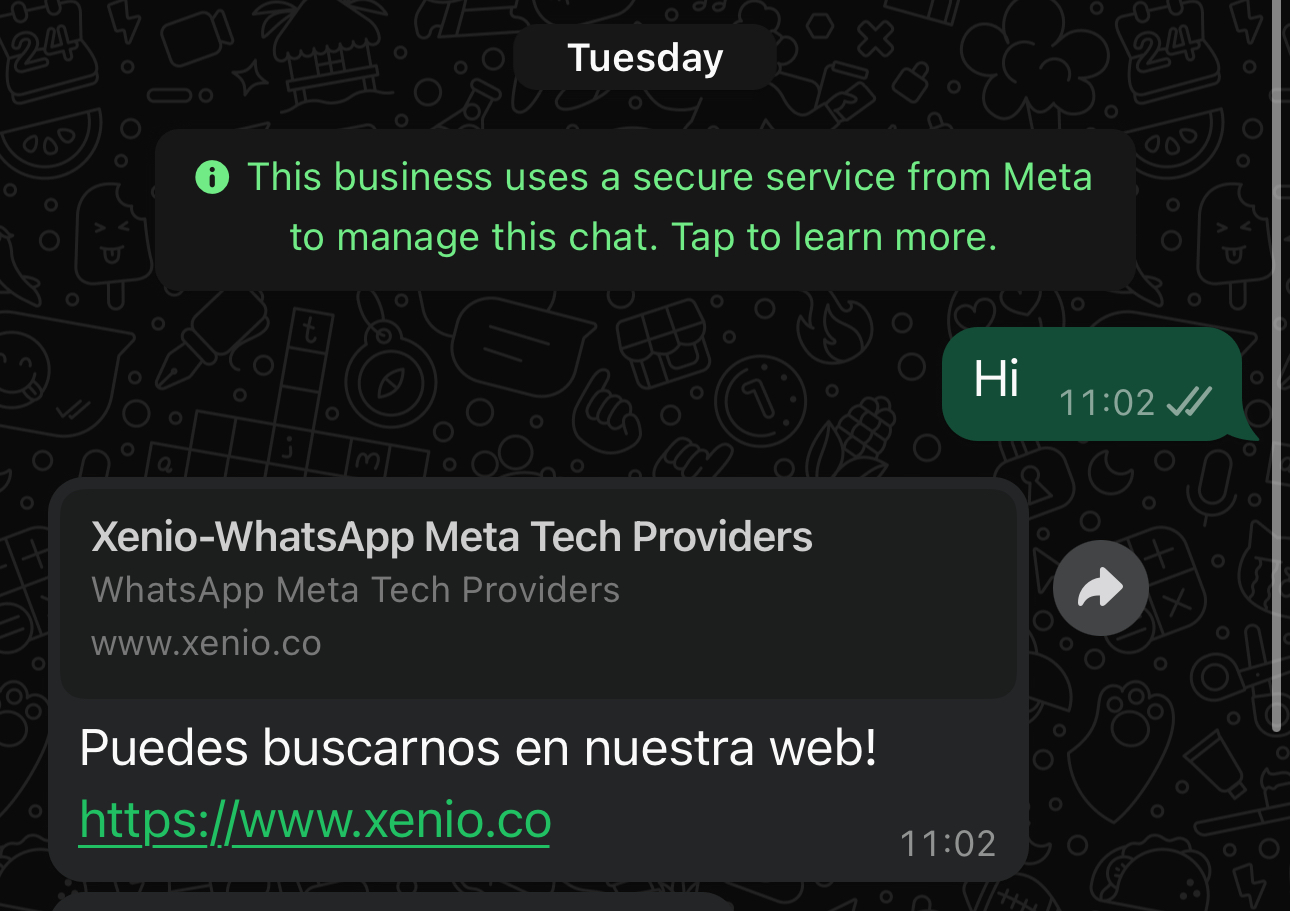 Tuesday
This business uses a secure service from Meta
to manage this chat. Tap to learn more.
Hi
11:02
Xenio-WhatsApp Meta Tech Providers
WhatsApp Meta Tech Providers
www.xenio.co
Puedes buscarnos en nuestra web!
https://www.xenio.co
11:02